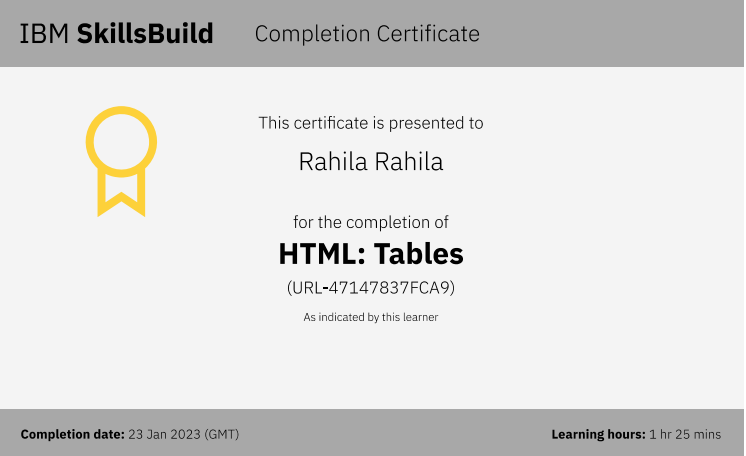 IBM SkillsBuild Completion Certificate
This certificate is presented to
Rahila Rahila
for the completion of
HTML: Tables
(URL-47147837FCA9)
As indicated by this learner
Completion date: 23 Jan 2023 (GMT) Learning hours: 1 hr 25 mins